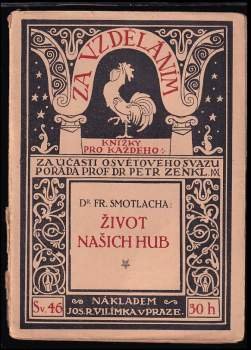 ZA VZDĚLÁNÍM
KNÍŽKY
PRO KAŽDÉHO:
ZA ÚČASTI OSVĚTOVÉHO SVAZU
POŘÁDÁ PROF. DR. PETR ZENKL.
DR. FR. SMOTLACHA:
ŽIVOT
NAŠICH HUB
Sv. 46
NÁKLADEM
JOS. R. VILÍMKA V PRAZE.
30 h